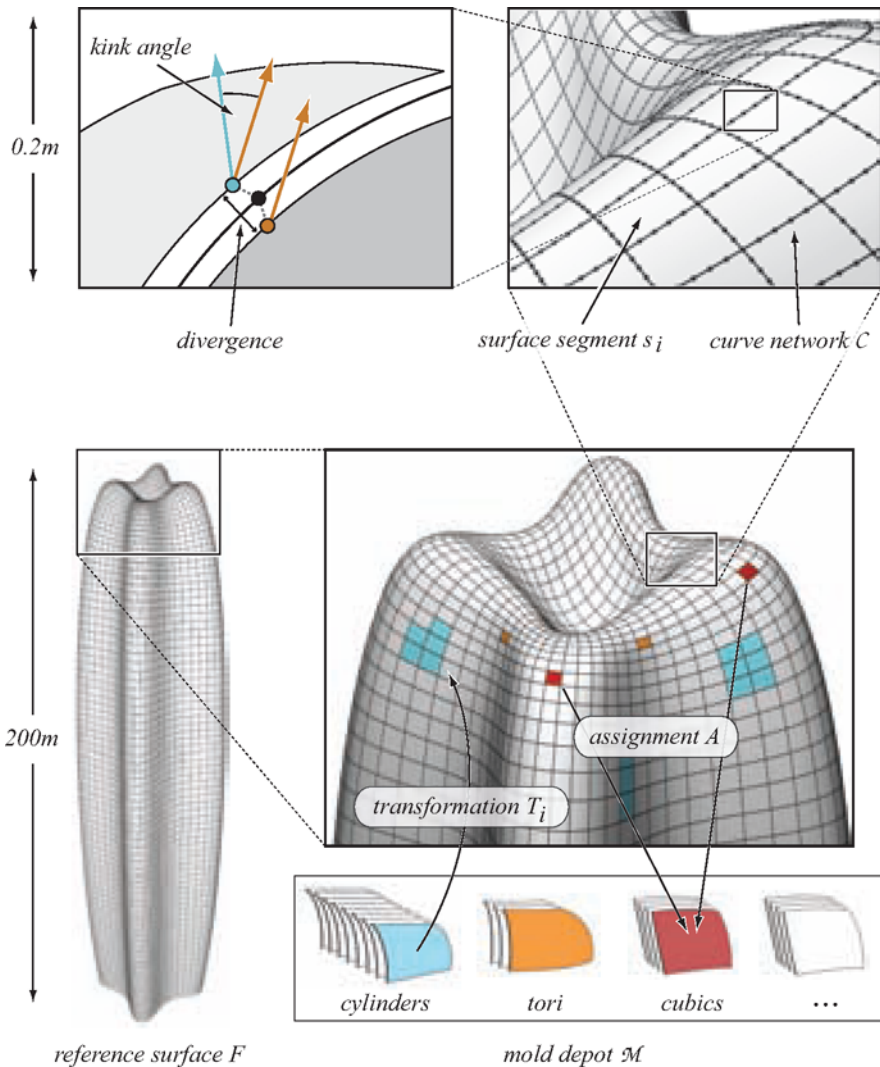 kink angle
0.2m
divergence
surface segment s i
curve network C
200m
assignment A
transformation T i
cylinders
tori
cubics
...
reference surface F
mold depot M